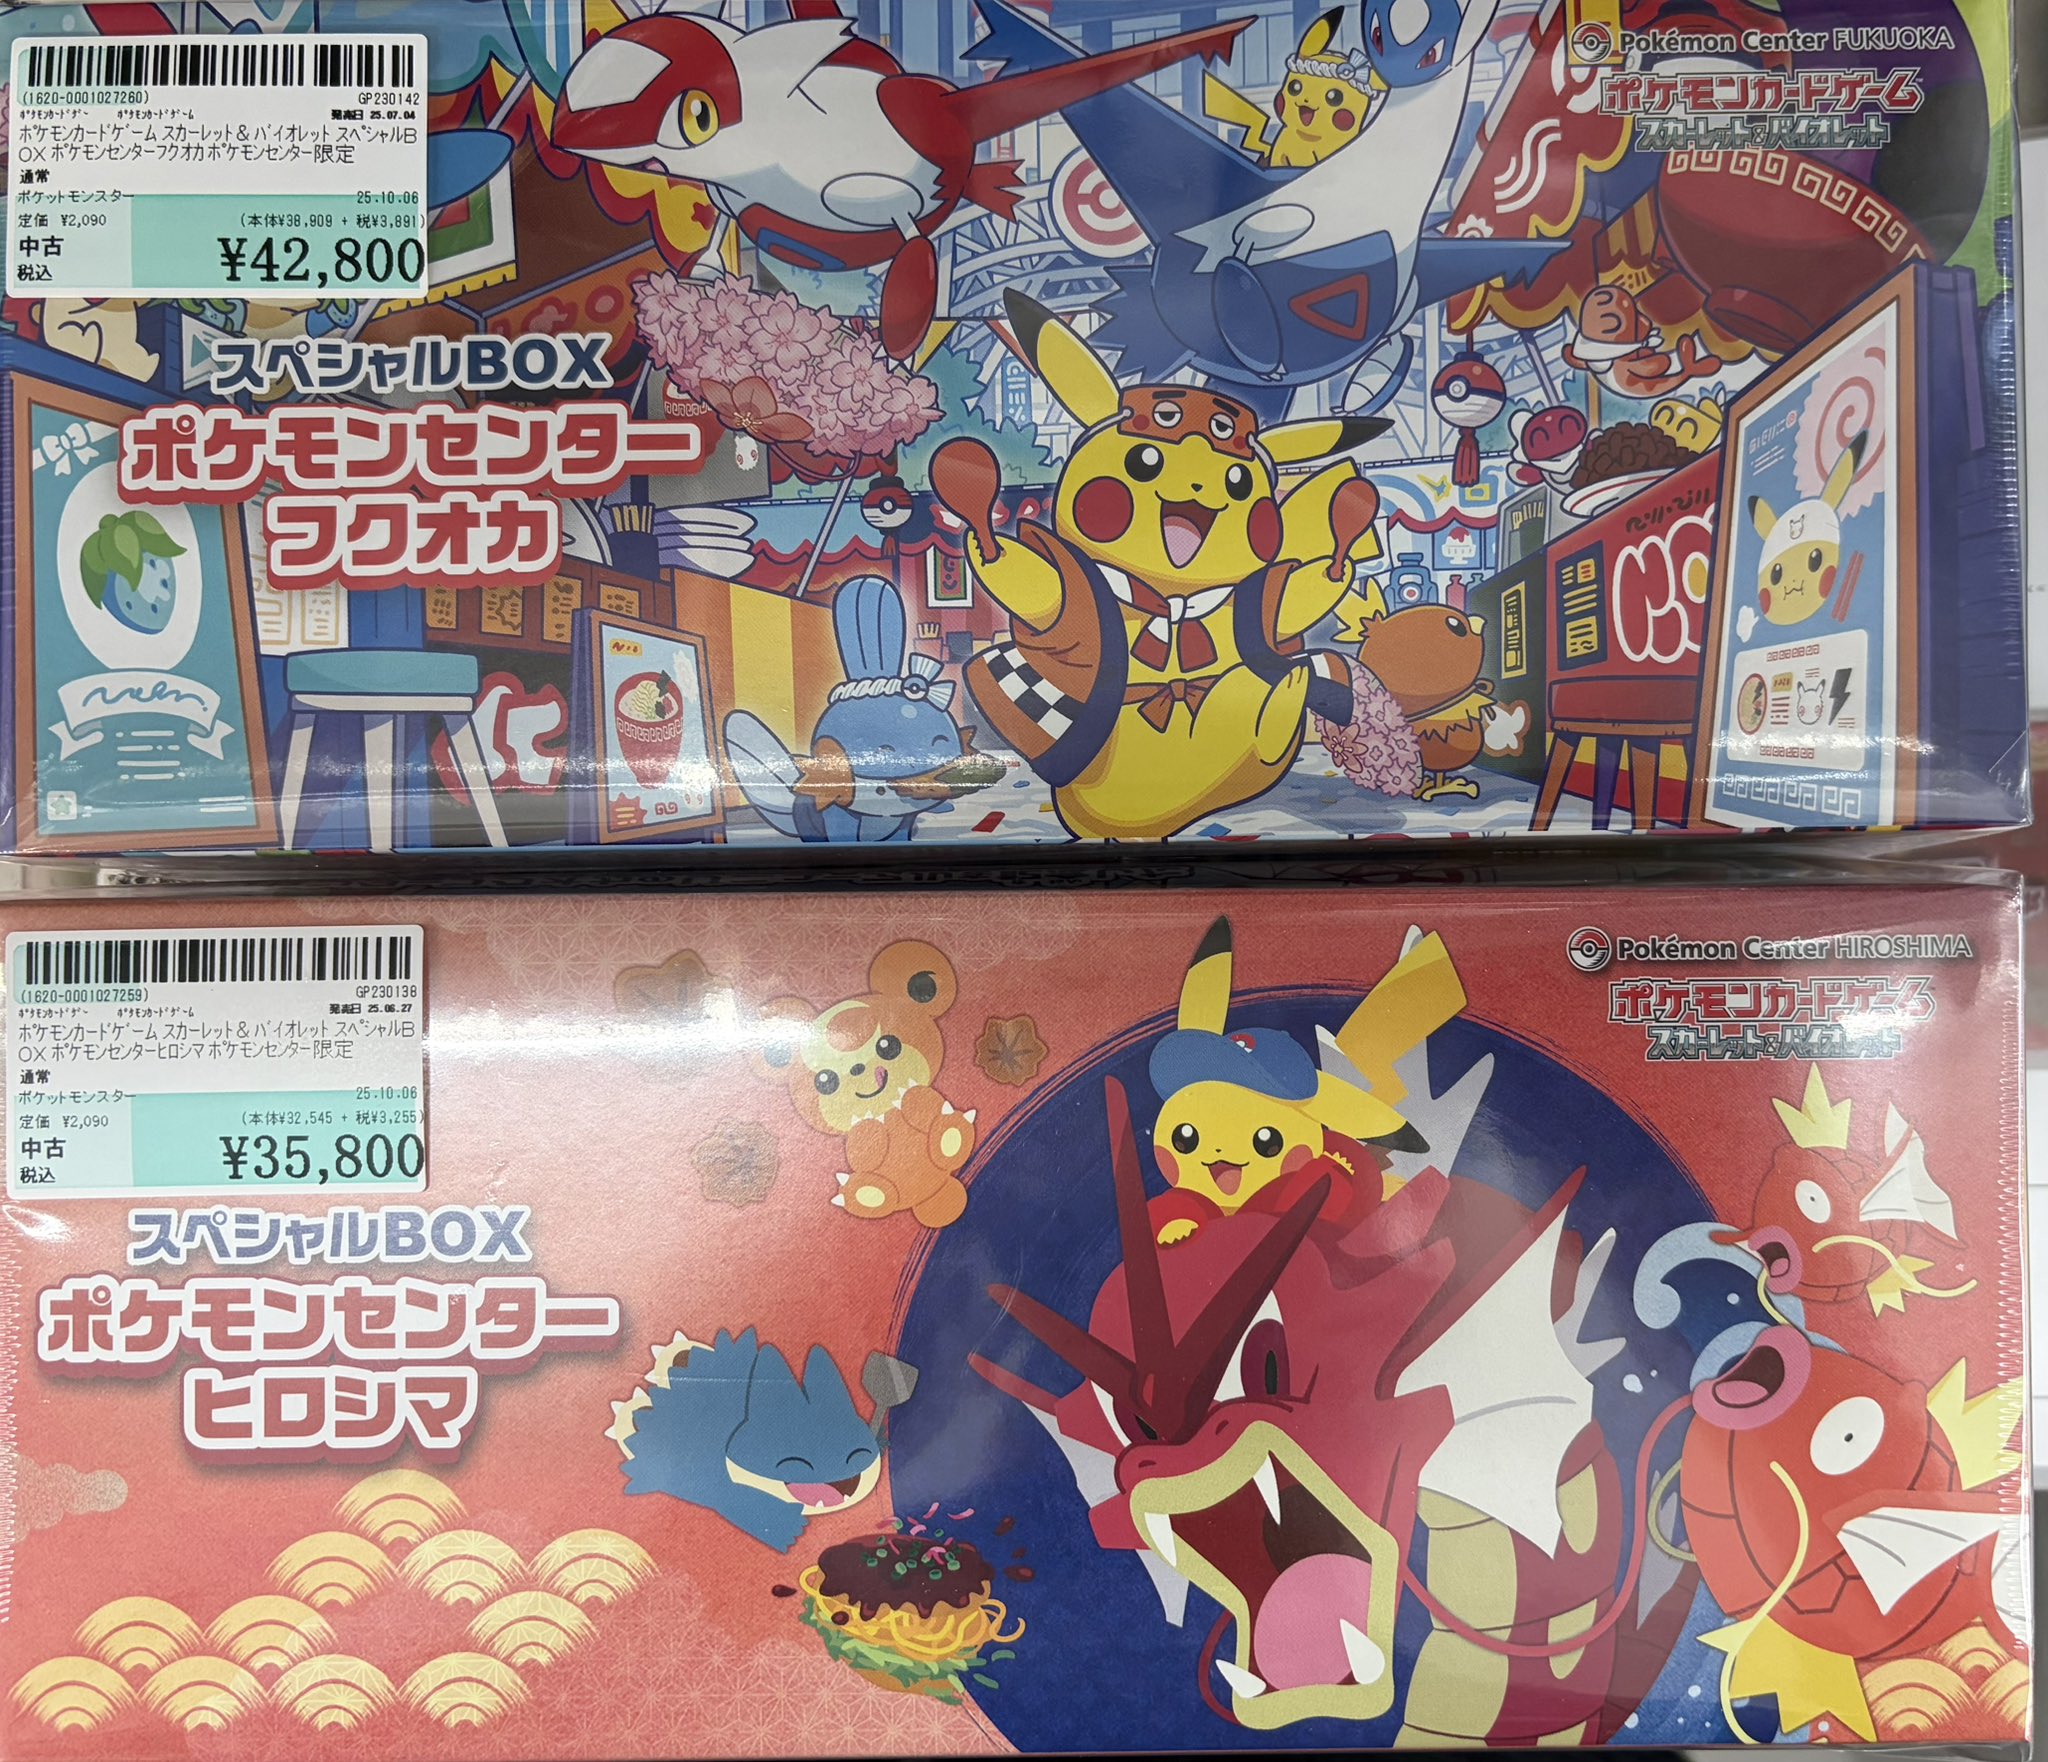 (1620-0001027260) GP230142
ﾎﾟｹﾓﾝｶｰﾄﾞｹﾞｰ ﾎﾟｹﾓﾝｶｰﾄﾞｹﾞｰﾑ 発売日 25.07.04
ポケモンカードゲーム スカーレット＆バイオレット スペシャルB
OX ポケモンセンターフクオカ ポケモンセンター限定
通常
ポケットモンスター 25.10.06
定価 ¥2,090 (本体¥38,909 + 税¥3,891)
中古
税込
¥42,800
Pokémon Center FUKUOKA
ポケモンカードゲーム
スカーレット&バイオレット
スペシャルBOX
ポケモンセンター
フクオカ
(1620-0001027259) GP230138
ﾎﾟｹﾓﾝｶｰﾄﾞｹﾞｰ ﾎﾟｹﾓﾝｶｰﾄﾞｹﾞｰﾑ 発売日 25.06.27
ポケモンカードゲーム スカーレット＆バイオレット スペシャルB
OX ポケモンセンターヒロシマ ポケモンセンター限定
通常
ポケットモンスター 25.10.06
定価 ¥2,090 (本体¥32,545 + 税¥3,255)
中古
税込
¥35,800
Pokémon Center HIROSHIMA
ポケモンカードゲーム
スカーレット&バイオレット
スペシャルBOX
ポケモンセンター
ヒロシマ